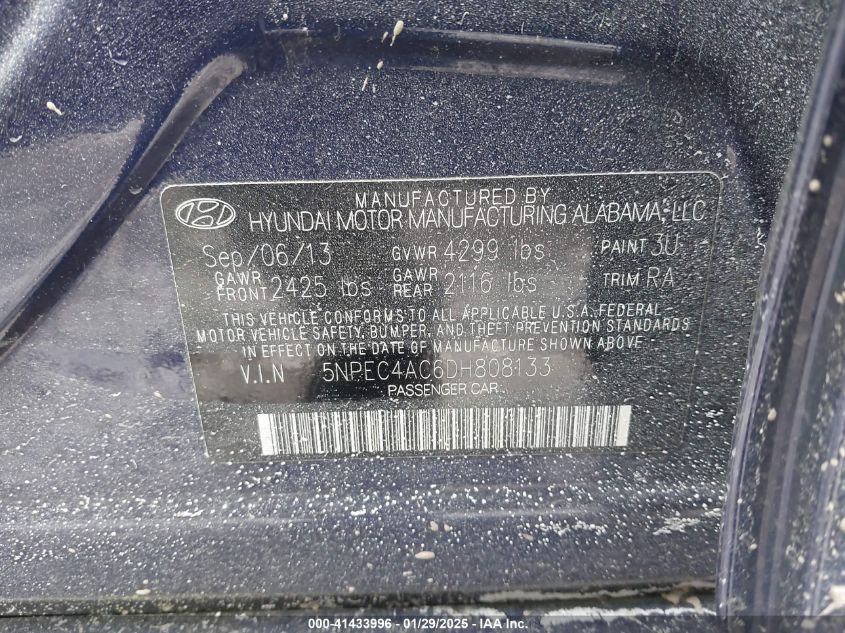 MANUFACTURED BY
HYUNDAI MOTOR MANUFACTURING ALABAMA, LLC
Sep/06/13 GVWR 4299 lbs PAINT 3U
GAWR FRONT 2425 lbs GAWR REAR 2116 lbs TRIM RA
THIS VEHICLE CONFORMS TO ALL APPLICABLE U.S.A. FEDERAL
MOTOR VEHICLE SAFETY, BUMPER, AND THEFT PREVENTION STANDARDS
IN EFFECT ON THE DATE OF MANUFACTURE SHOWN ABOVE.
V.I.N 5NPEC4AC6DH808133
PASSENGER CAR
000-41433996 - 01/29/2025 - IAA Inc.